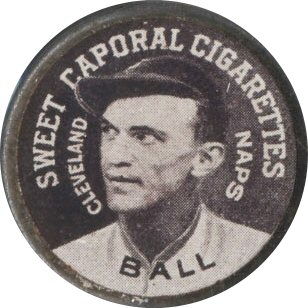 SWEET CAPORAL CIGARETTES
CLEVELAND
NAPS
BALL